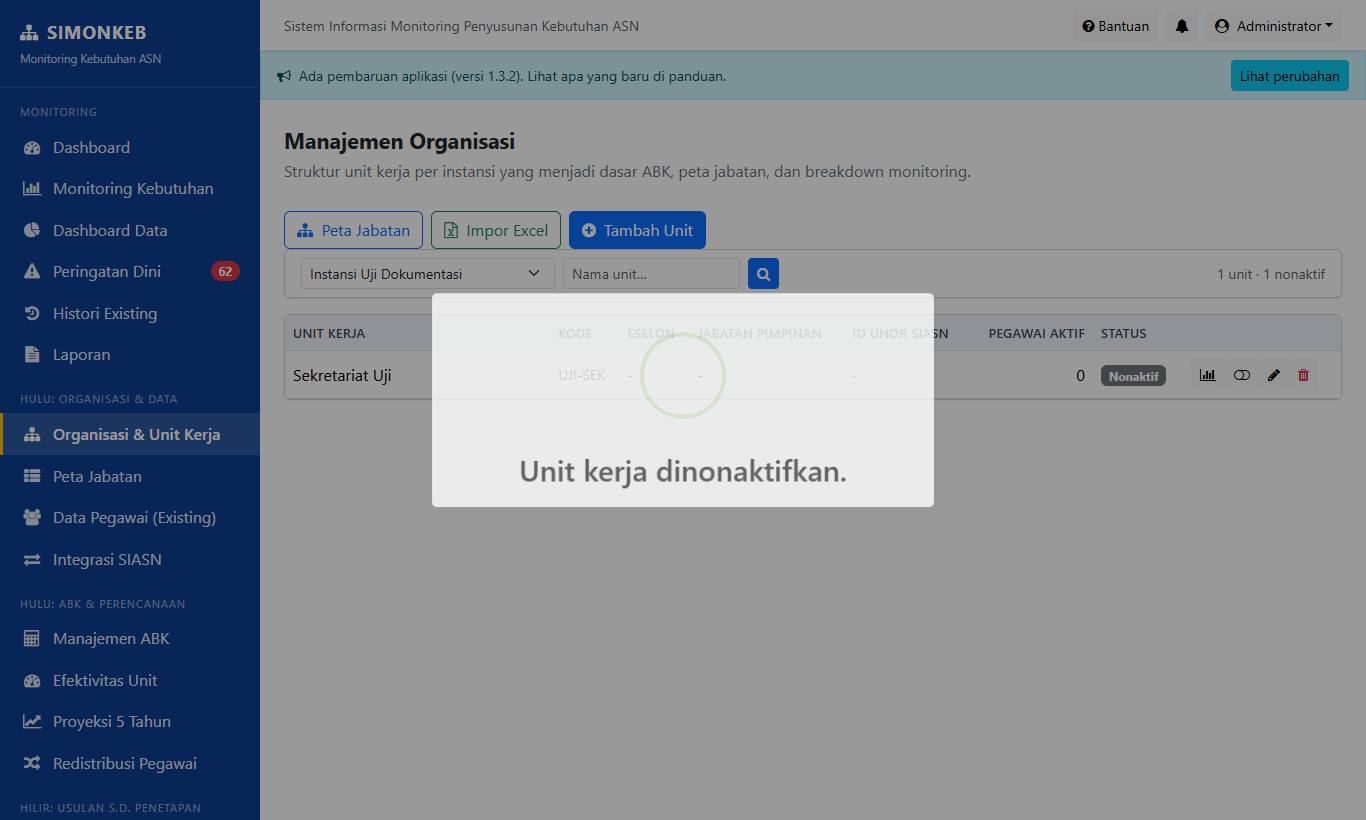 SIMONKEB
Monitoring Kebutuhan ASN
MONITORING
Dashboard
Monitoring Kebutuhan
Dashboard Data
Peringatan Dini 62
Histori Existing
Laporan
HULU: ORGANISASI & DATA
Organisasi & Unit Kerja
Peta Jabatan
Data Pegawai (Existing)
Integrasi SIASN
HULU: ABK & PERENCANAAN
Manajemen ABK
Efektivitas Unit
Proyeksi 5 Tahun
Redistribusi Pegawai
HILIR: USULAN S.D. PENETAPAN
Sistem Informasi Monitoring Penyusunan Kebutuhan ASN Bantuan Administrator
Ada pembaruan aplikasi (versi 1.3.2). Lihat apa yang baru di panduan. Lihat perubahan
Manajemen Organisasi
Struktur unit kerja per instansi yang menjadi dasar ABK, peta jabatan, dan breakdown monitoring.
Peta Jabatan Impor Excel Tambah Unit
Instansi Uji Dokumentasi Nama unit... 1 unit · 1 nonaktif
UNIT KERJA KODE ESELON JABATAN PIMPINAN ID UNOR SIASN PEGAWAI AKTIF STATUS
Sekretariat Uji UJI-SEK - - - 0 Nonaktif
Unit kerja dinonaktifkan.